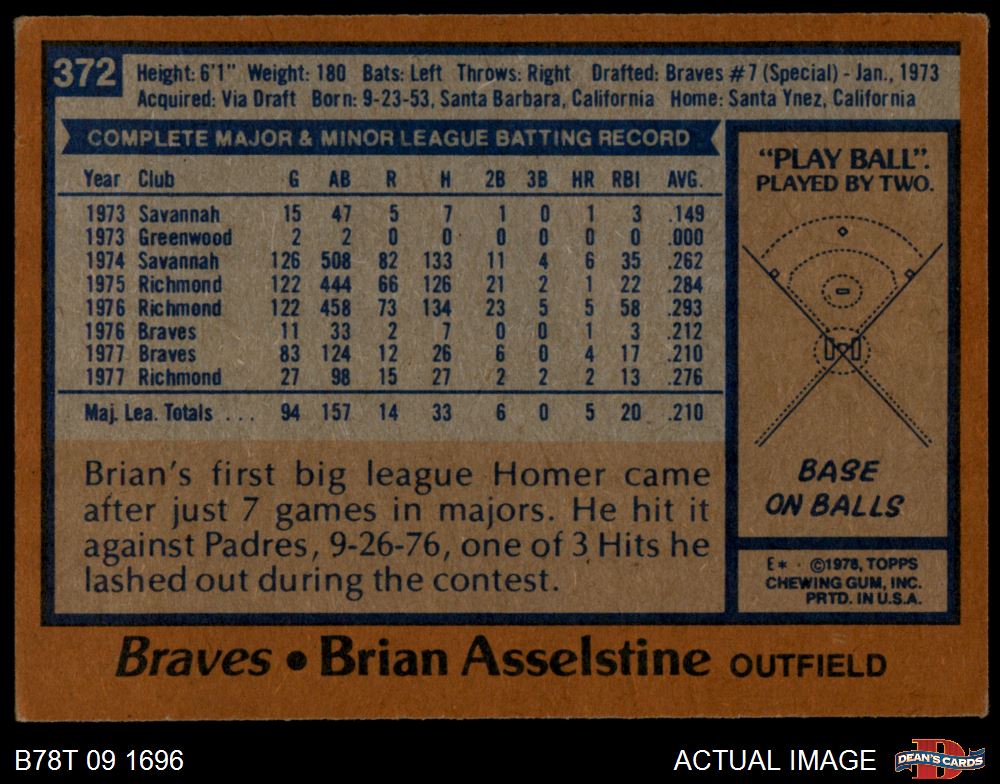 372
Height: 6'1" Weight: 180 Bats: Left Throws: Right Drafted: Braves #7 (Special) - Jan., 1973
Acquired: Via Draft Born: 9-23-53, Santa Barbara, California Home: Santa Ynez, California
COMPLETE MAJOR & MINOR LEAGUE BATTING RECORD
Year Club G AB R H 2B 3B HR RBI AVG.
1973 Savannah 15 47 5 7 1 0 1 3 .149
1973 Greenwood 2 2 0 0 0 0 0 0 .000
1974 Savannah 126 508 82 133 11 4 6 35 .262
1975 Richmond 122 444 66 126 21 2 1 22 .284
1976 Richmond 122 458 73 134 23 5 5 58 .293
1976 Braves 11 33 2 7 0 0 1 3 .212
1977 Braves 83 124 12 26 6 0 4 17 .210
1977 Richmond 27 98 15 27 2 2 2 13 .276
Maj. Lea. Totals . . . 94 157 14 33 6 0 5 20 .210
Brian's first big league Homer came
after just 7 games in majors. He hit it
against Padres, 9-26-76, one of 3 Hits he
lashed out during the contest.
"PLAY BALL".
PLAYED BY TWO.
BASE
ON BALLS
E* · ©1978, TOPPS
CHEWING GUM, INC.
PRTD. IN U.S.A.
Braves • Brian Asselstine OUTFIELD
B78T 09 1696
ACTUAL IMAGE
DEAN'S CARDS